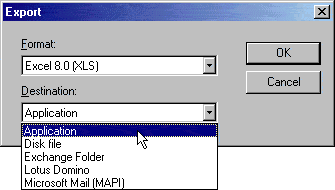 Export
Format:
Excel 8.0 (XLS)
OK
Cancel
Destination:
Application
Application
Disk file
Exchange Folder
Lotus Domino
Microsoft Mail (MAPI)